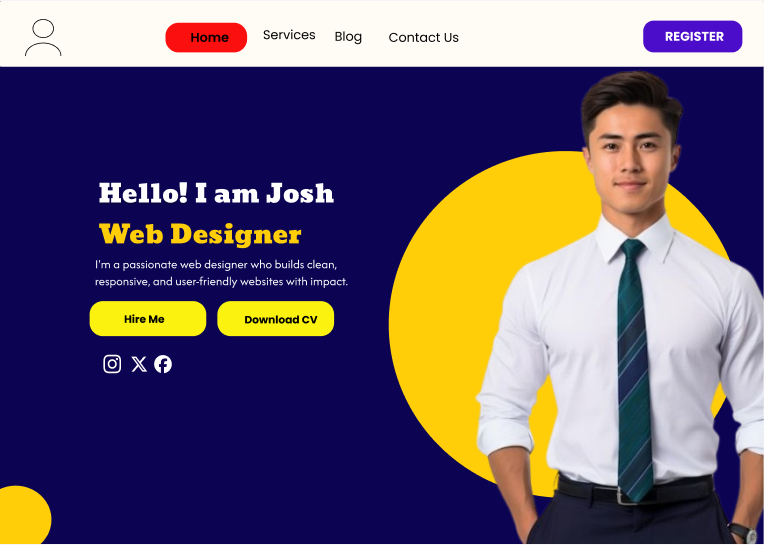 Home Services Blog Contact Us REGISTER
Hello! I am Josh
Web Designer
I'm a passionate web designer who builds clean,
responsive, and user-friendly websites with impact.
Hire Me Download CV